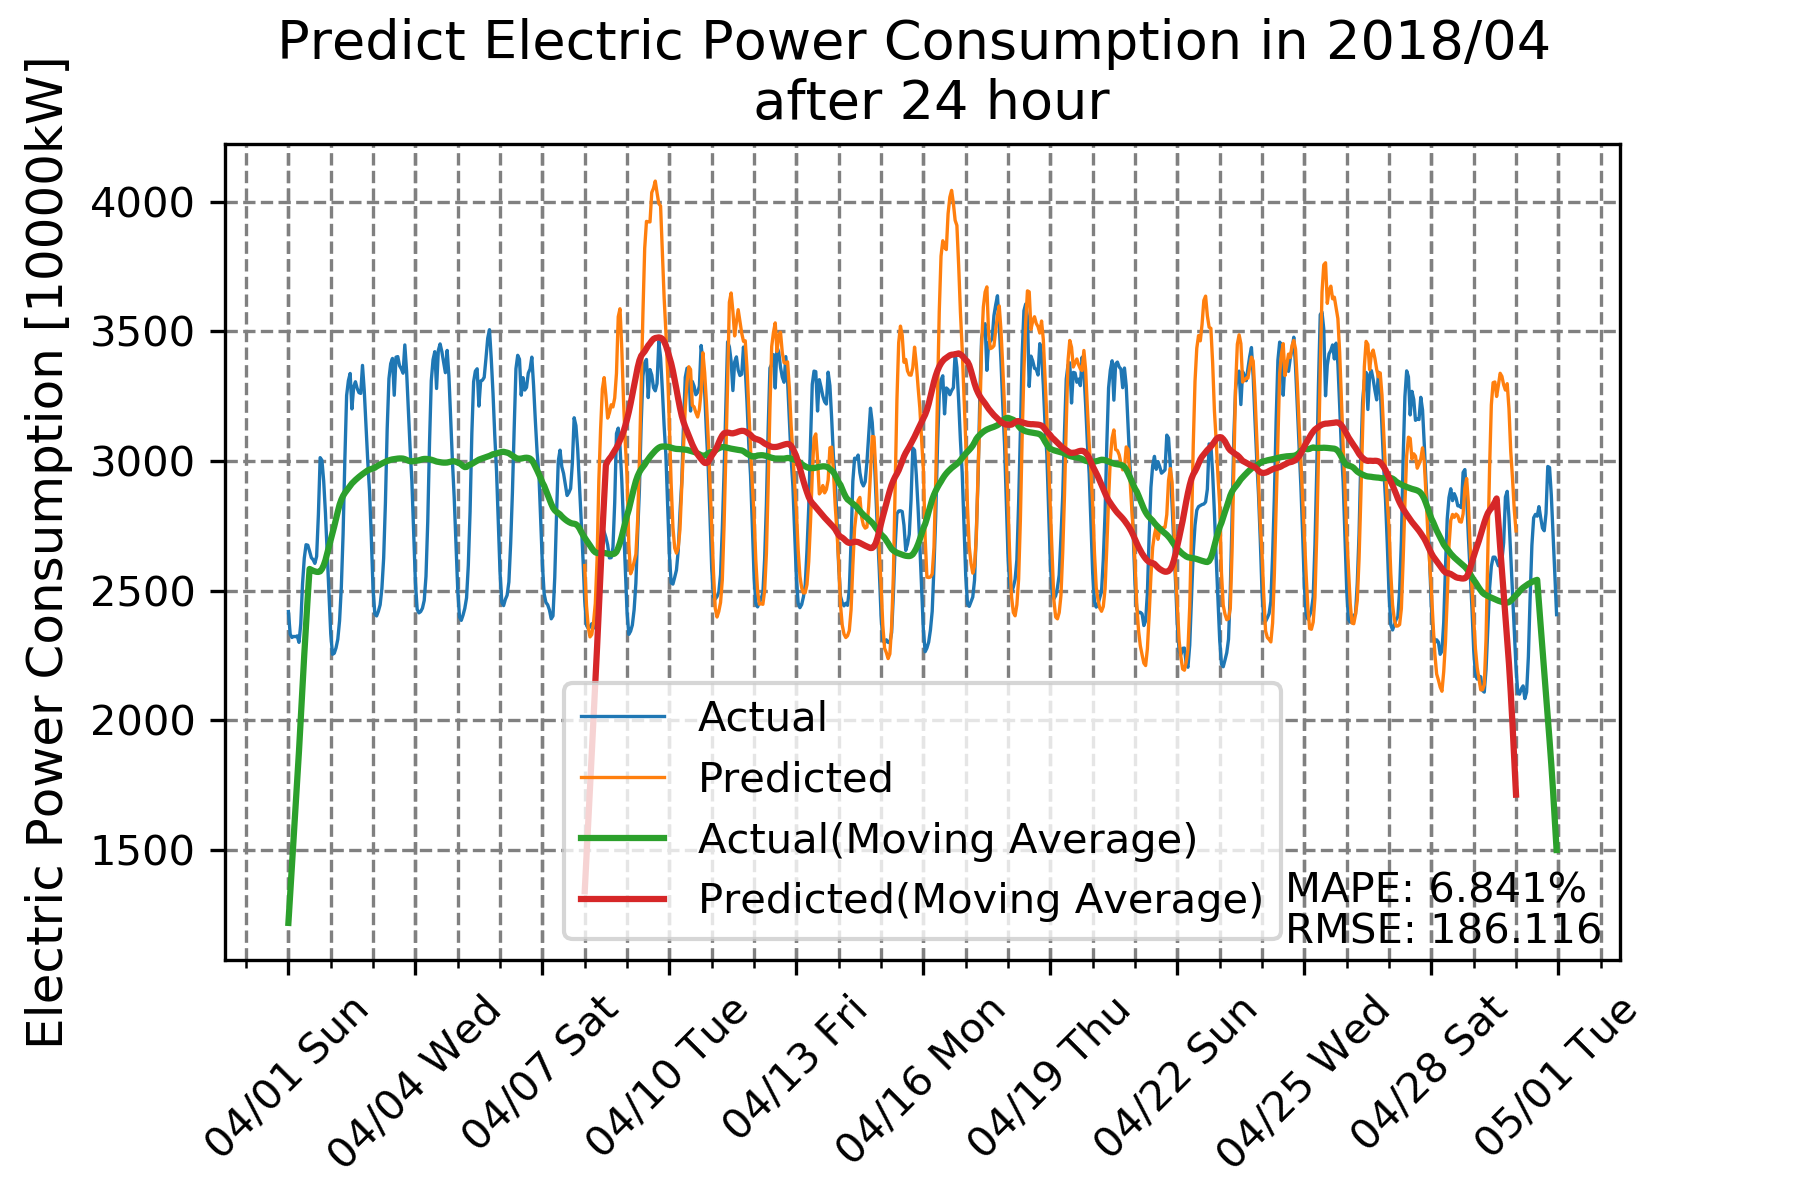 Predict Electric Power Consumption in 2018/04
after 24 hour
Electric Power Consumption [10000kW]
4000
3500
3000
2500
2000
1500
Actual
Predicted
Actual(Moving Average)
Predicted(Moving Average)
MAPE: 6.841%
RMSE: 186.116
04/01 Sun
04/04 Wed
04/07 Sat
04/10 Tue
04/13 Fri
04/16 Mon
04/19 Thu
04/22 Sun
04/25 Wed
04/28 Sat
05/01 Tue